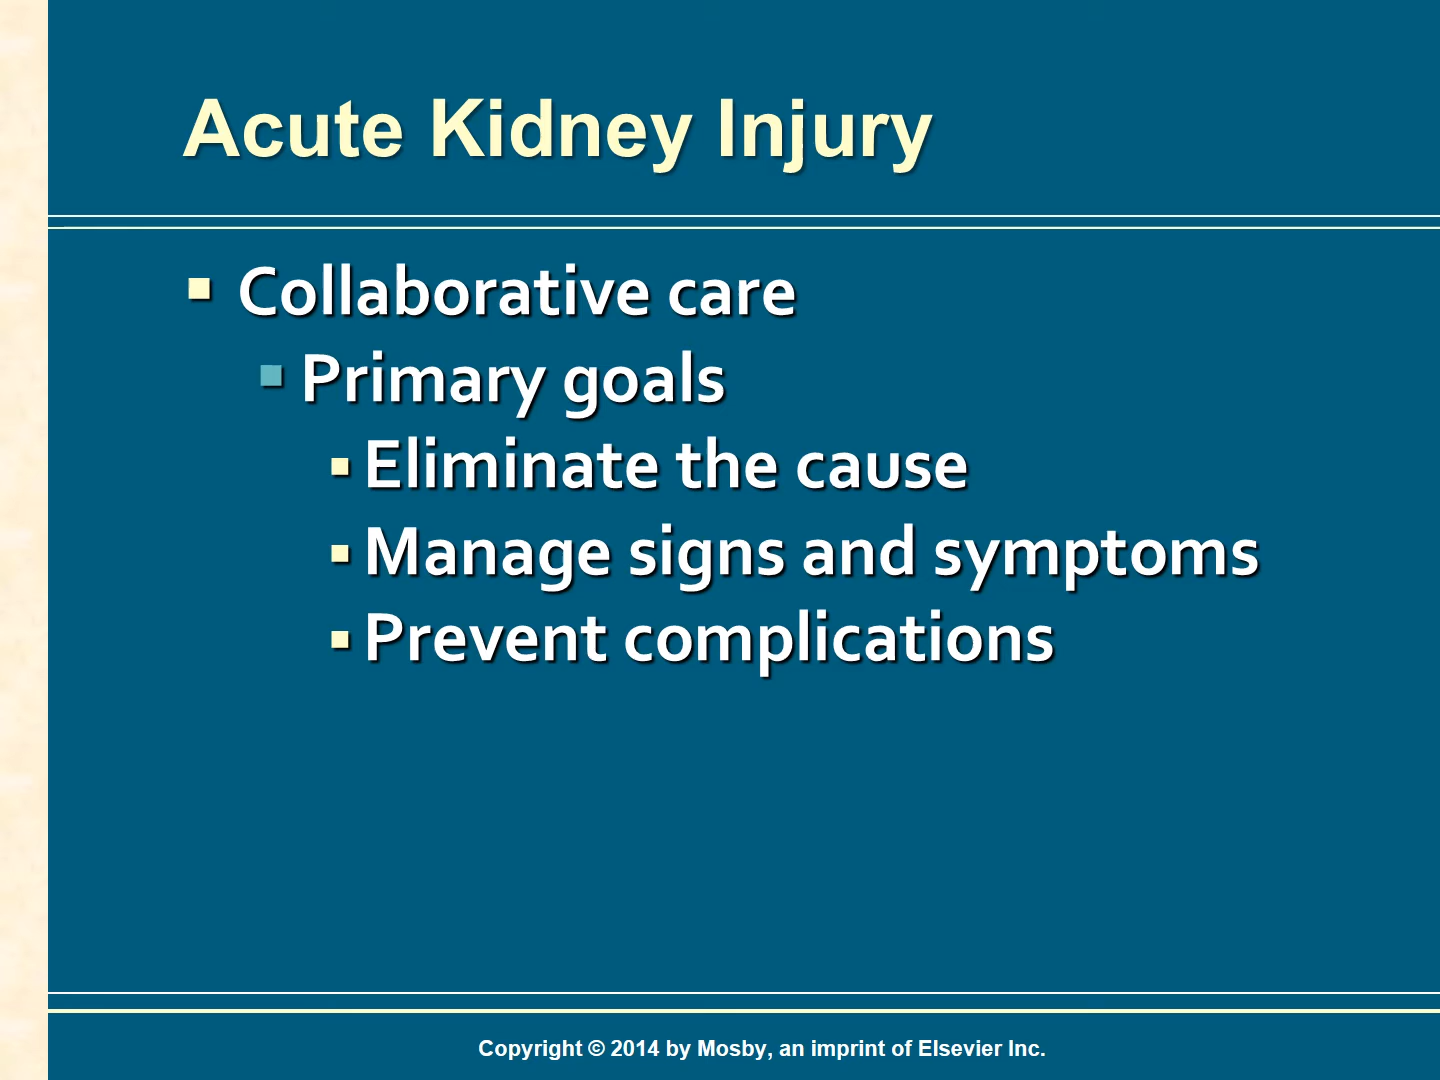 Acute Kidney Injury
Collaborative care
Primary goals
Eliminate the cause
Manage signs and symptoms
Prevent complications
Copyright © 2014 by Mosby, an imprint of Elsevier Inc.